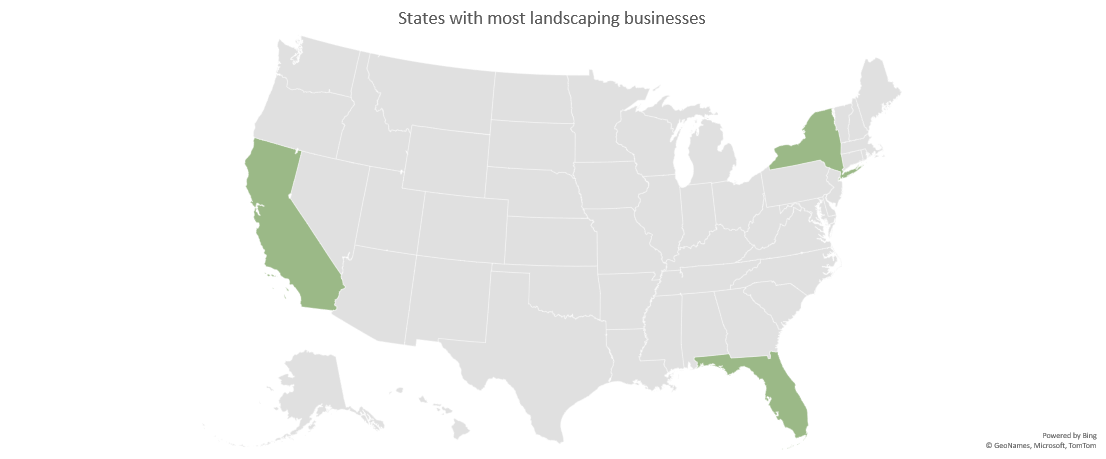 States with most landscaping businesses
Powered by Bing
© GeoNames, Microsoft, TomTom